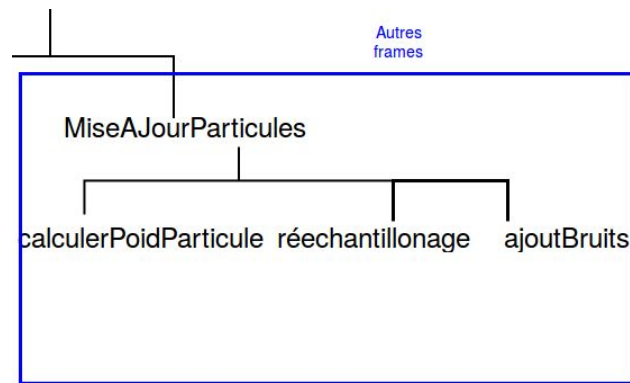 Autres
frames
MiseAJourParticules
calculerPoidParticule réechantillonage ajoutBruits